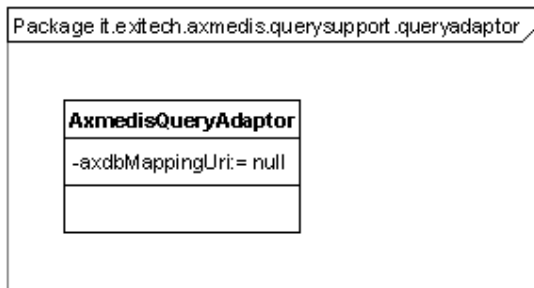 Package it.exitech.axmedis.querysupport.queryadaptor
AxmedisQueryAdaptor
-axdbMappingUri:= null